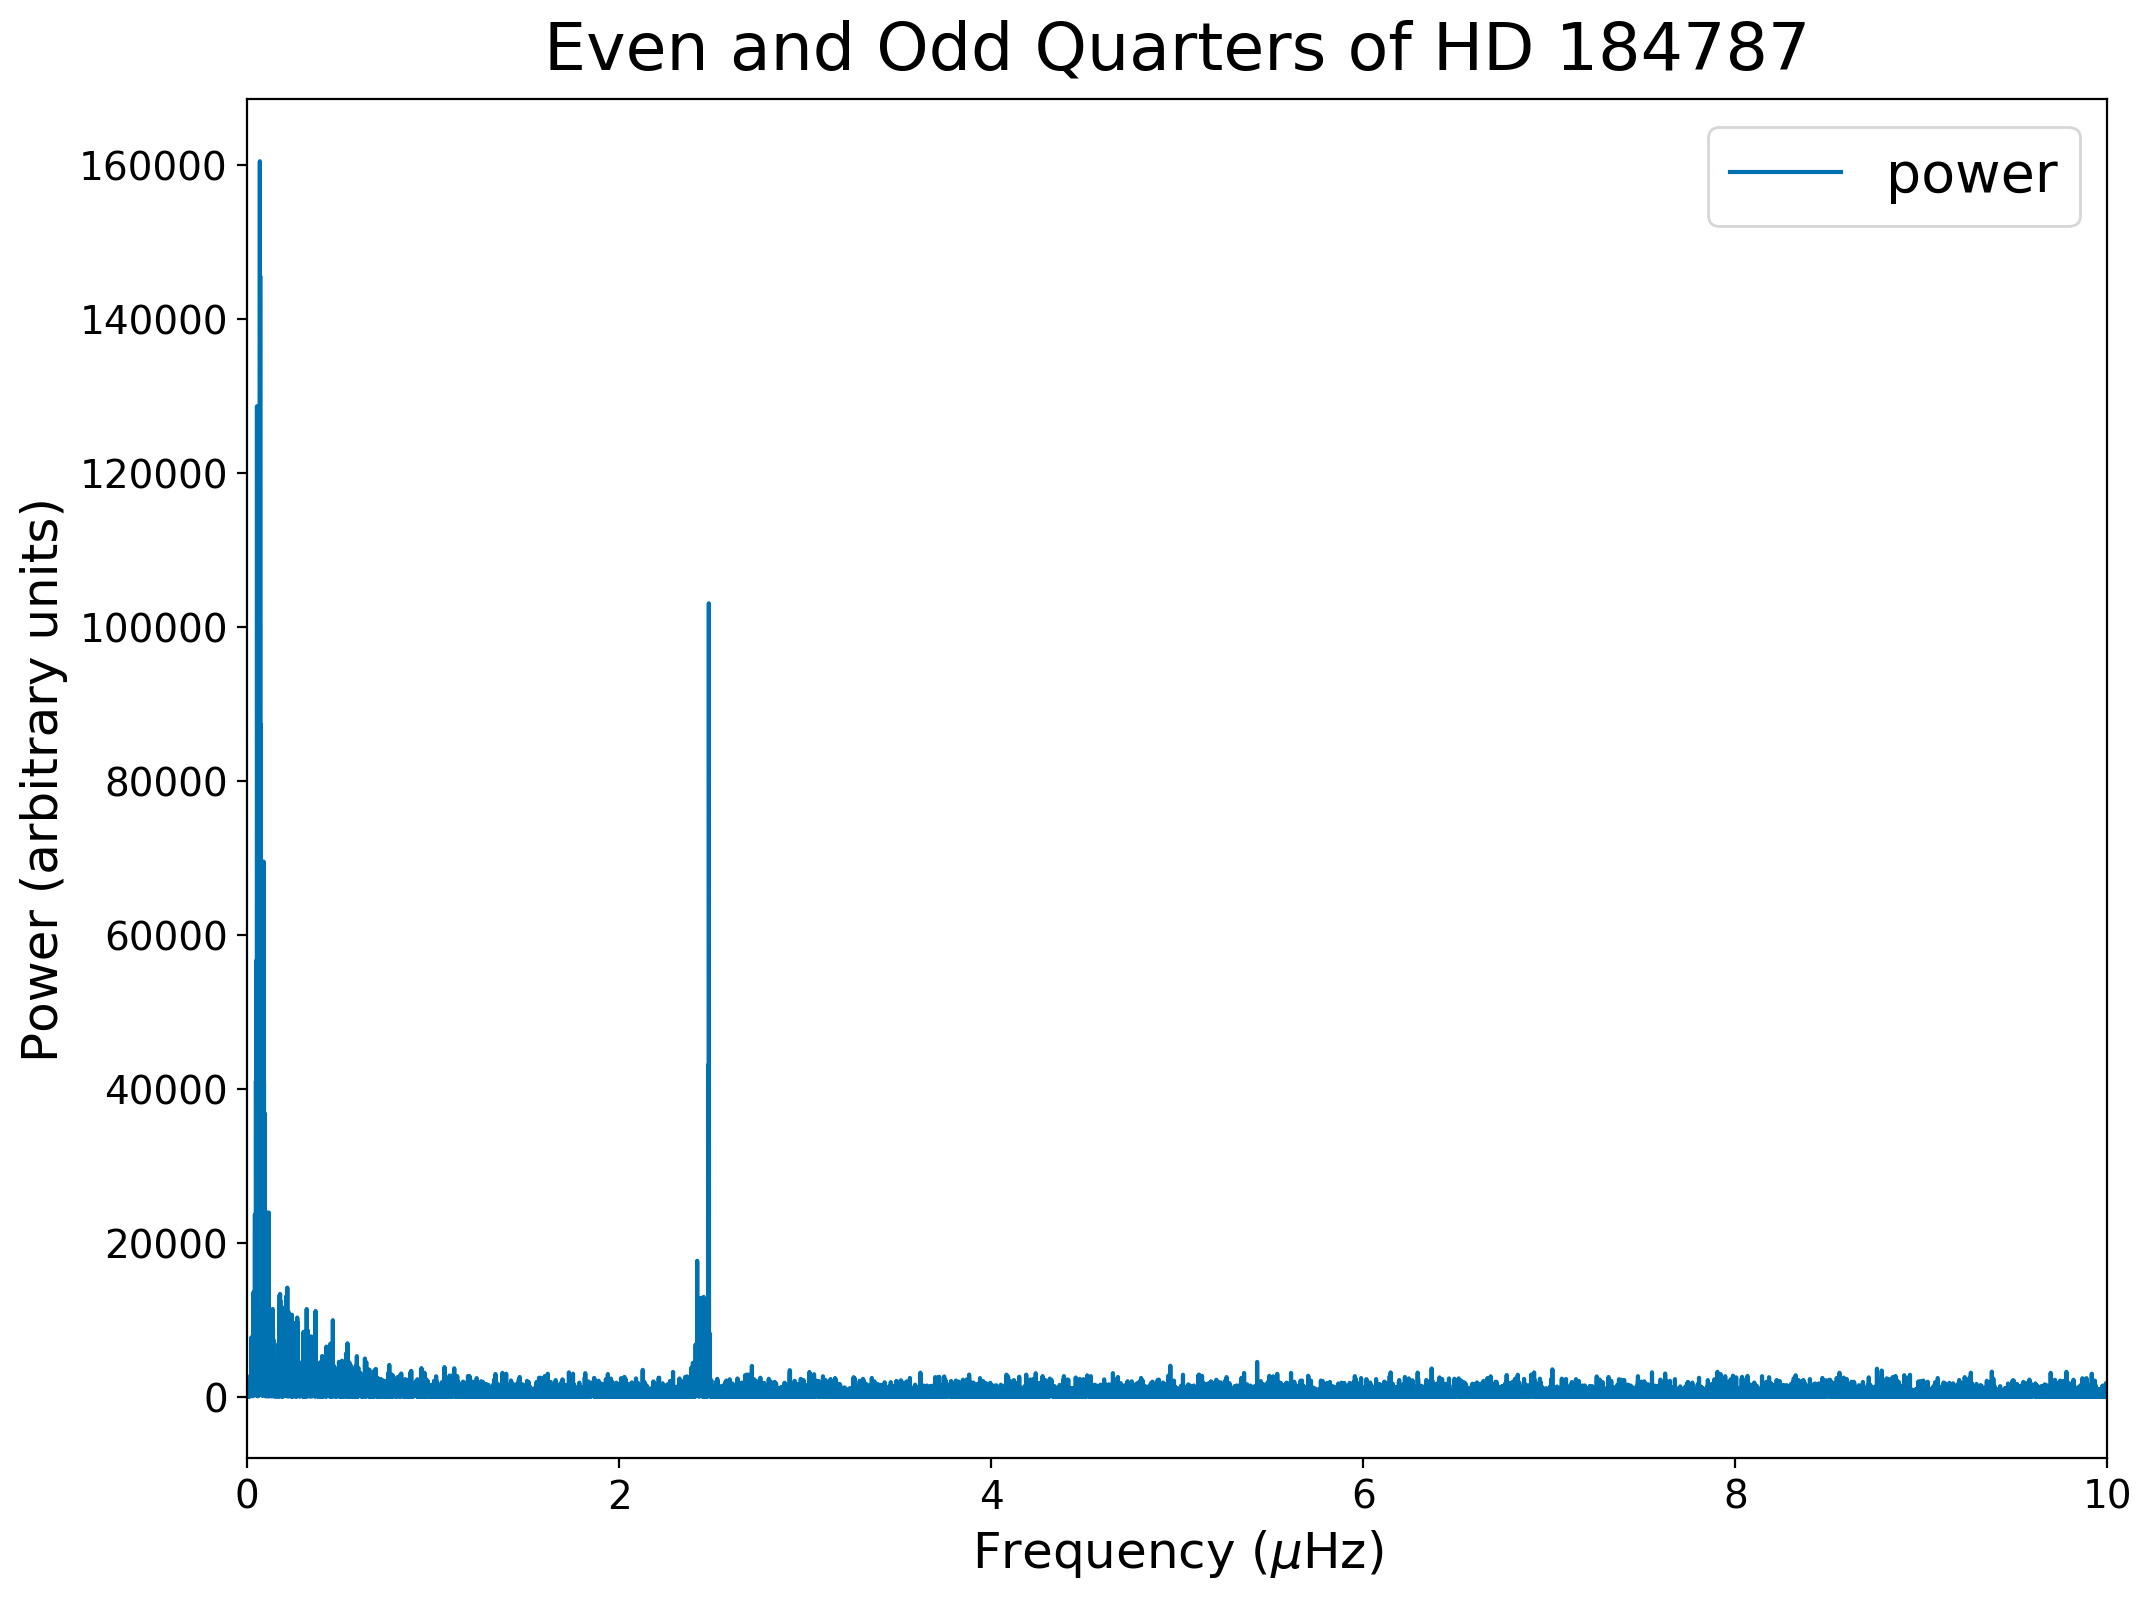 Even and Odd Quarters of HD 184787
power
160000
140000
120000
100000
80000
60000
40000
20000
0
Power (arbitrary units)
0 2 4 6 8 10
Frequency (μHz)